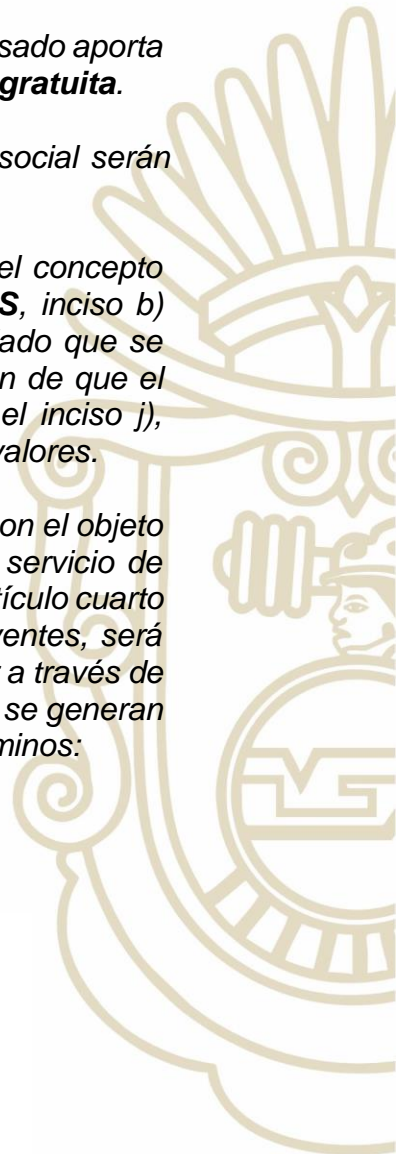 sado aporta
gratuita.
social serán
el concepto
S, inciso b)
ado que se
n de que el
el inciso j),
valores.
on el objeto
servicio de
tículo cuarto
ventes, será
a través de
se generan
minos: